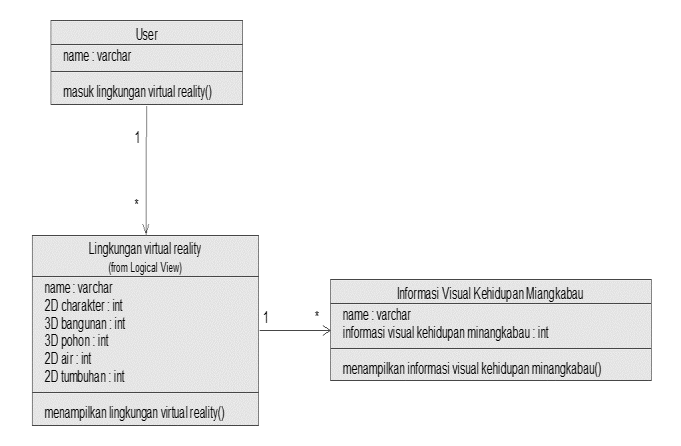 User
name : varchar
masuk lingkungan virtual reality()
1
*
Lingkungan virtual reality
(from Logical View)
name : varchar
2D charakter : int
3D bangunan : int
3D pohon : int
2D air : int
2D tumbuhan : int
menampilkan lingkungan virtual reality()
1
*
Informasi Visual Kehidupan Miangkabau
name : varchar
informasi visual kehidupan minangkabau : int
menampilkan informasi visual kehidupan minangkabau()